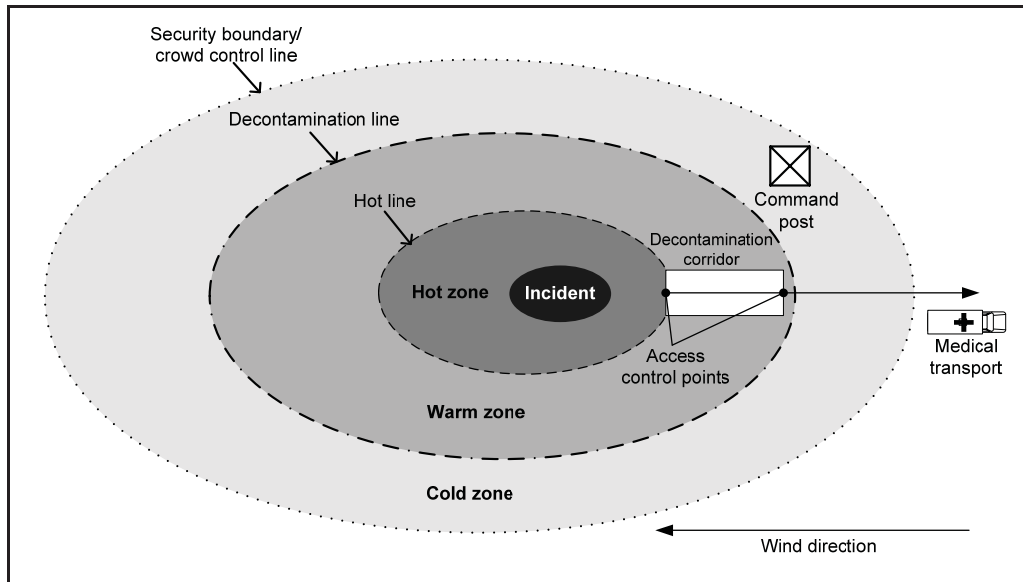 Security boundary/
crowd control line
Decontamination line
Hot line
Command
post
Decontamination
corridor
Hot zone
Incident
Access
control points
Medical
transport
Warm zone
Cold zone
Wind direction